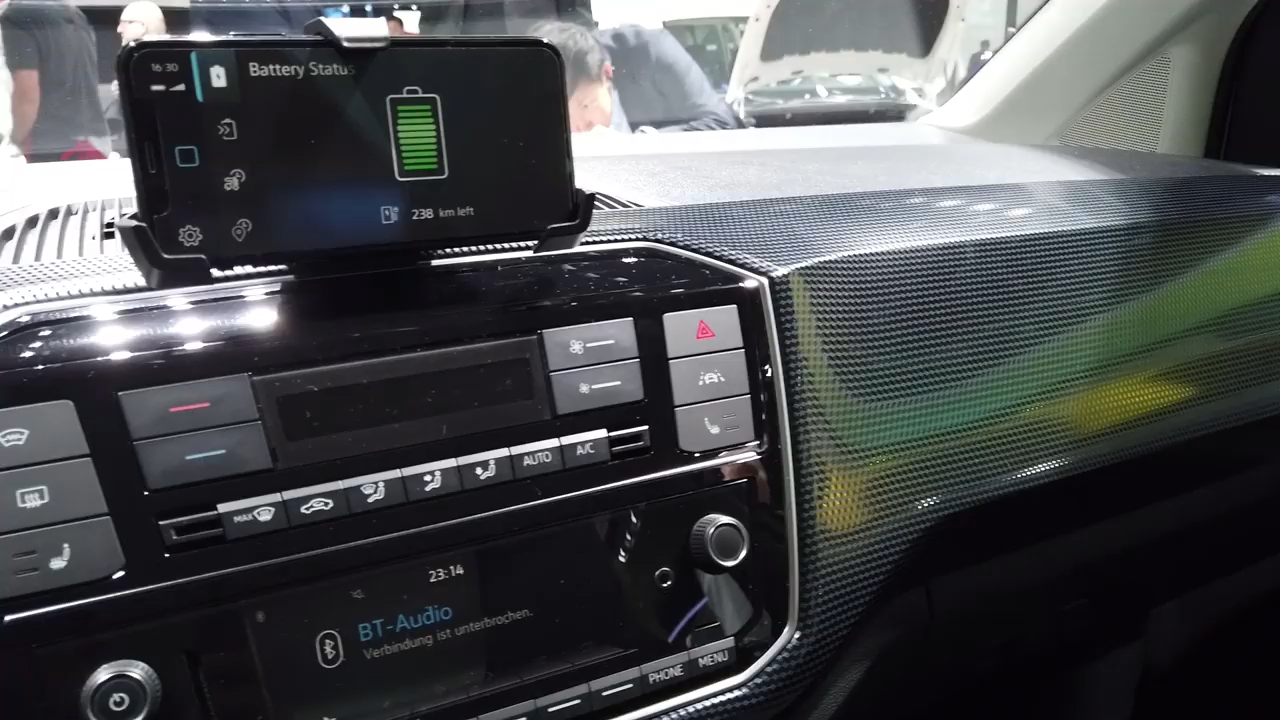 16:30
Battery Status
238 km left
AUTO
A/C
MAX
23:14
BT-Audio
Verbindung ist unterbrochen.
PHONE
MENU